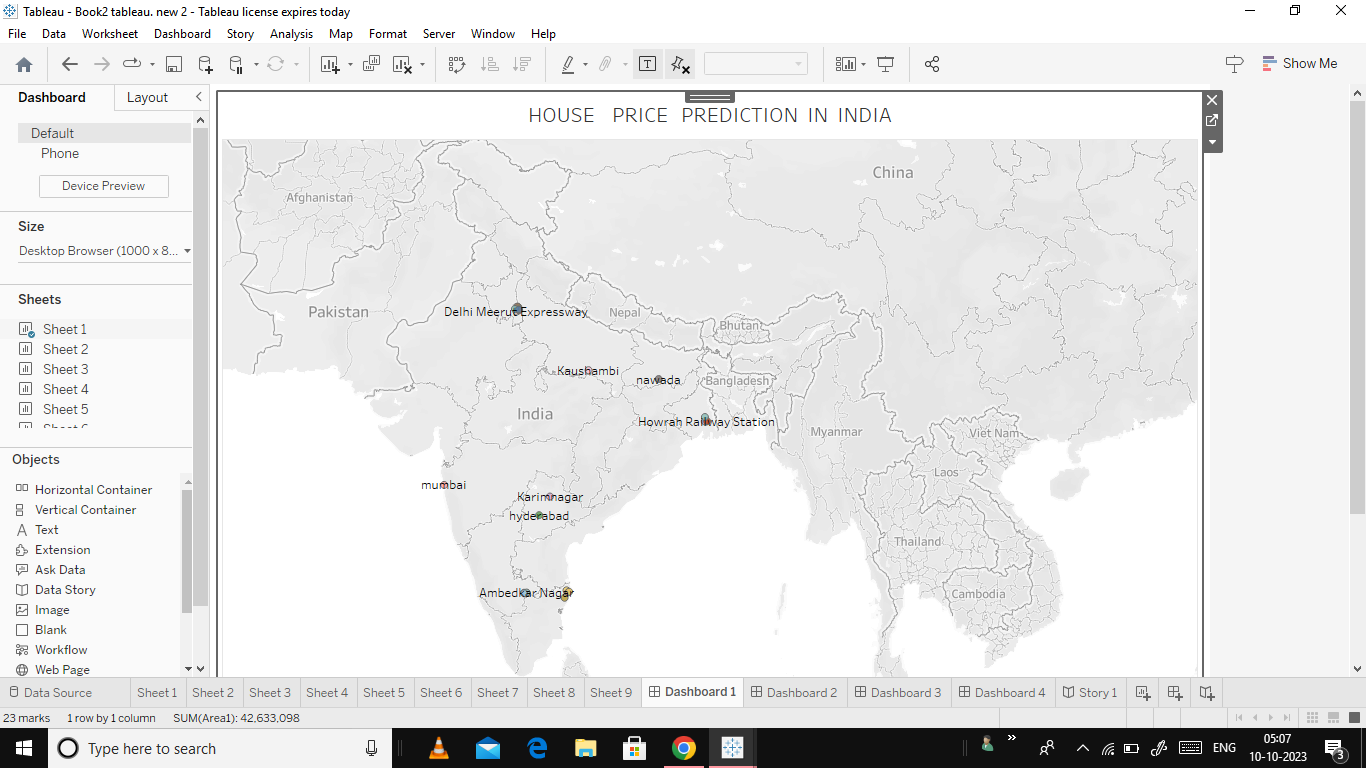 Tableau - Book2 tableau. new 2 - Tableau license expires today
File Data Worksheet Dashboard Story Analysis Map Format Server Window Help
Show Me
Dashboard Layout
Default
Phone
Device Preview
Size
Desktop Browser (1000 x 8...
Sheets
Sheet 1
Sheet 2
Sheet 3
Sheet 4
Sheet 5
Objects
Horizontal Container
Vertical Container
Text
Extension
Ask Data
Data Story
Image
Blank
Workflow
Web Page
HOUSE PRICE PREDICTION IN INDIA
China
Afghanistan
Pakistan
Delhi Meerut Expressway
Nepal
Bhutan
Kaushambi
nawada
Bangladesh
India
Howrah Railway Station
Myanmar
Viet Nam
Laos
mumbai
Karimnagar
hyderabad
Thailand
Ambedkar Nagar
Cambodia
Data Source Sheet 1 Sheet 2 Sheet 3 Sheet 4 Sheet 5 Sheet 6 Sheet 7 Sheet 8 Sheet 9 Dashboard 1 Dashboard 2 Dashboard 3 Dashboard 4 Story 1
23 marks 1 row by 1 column SUM(Area1): 42,633,098
Type here to search
ENG
05:07
10-10-2023
3